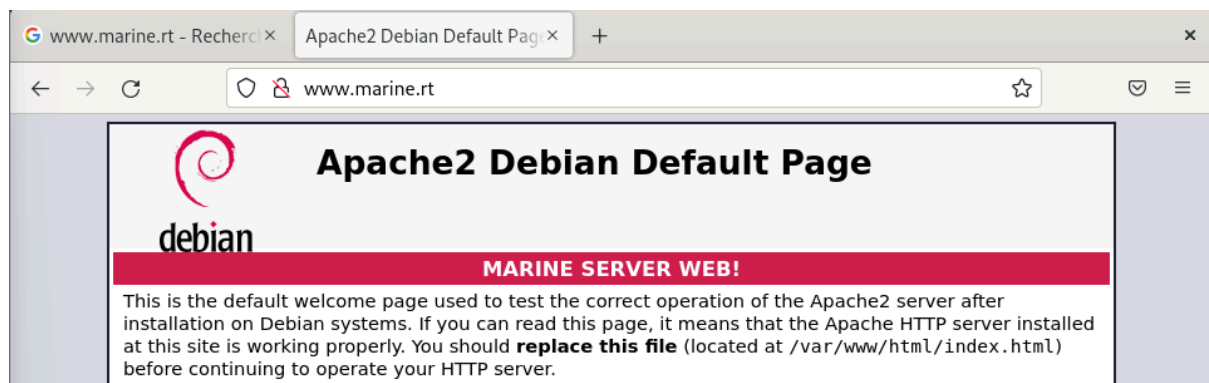 www.marine.rt - Recherc
Apache2 Debian Default Pag
www.marine.rt
debian
Apache2 Debian Default Page
MARINE SERVER WEB!
This is the default welcome page used to test the correct operation of the Apache2 server after
installation on Debian systems. If you can read this page, it means that the Apache HTTP server installed
at this site is working properly. You should replace this file (located at /var/www/html/index.html)
before continuing to operate your HTTP server.